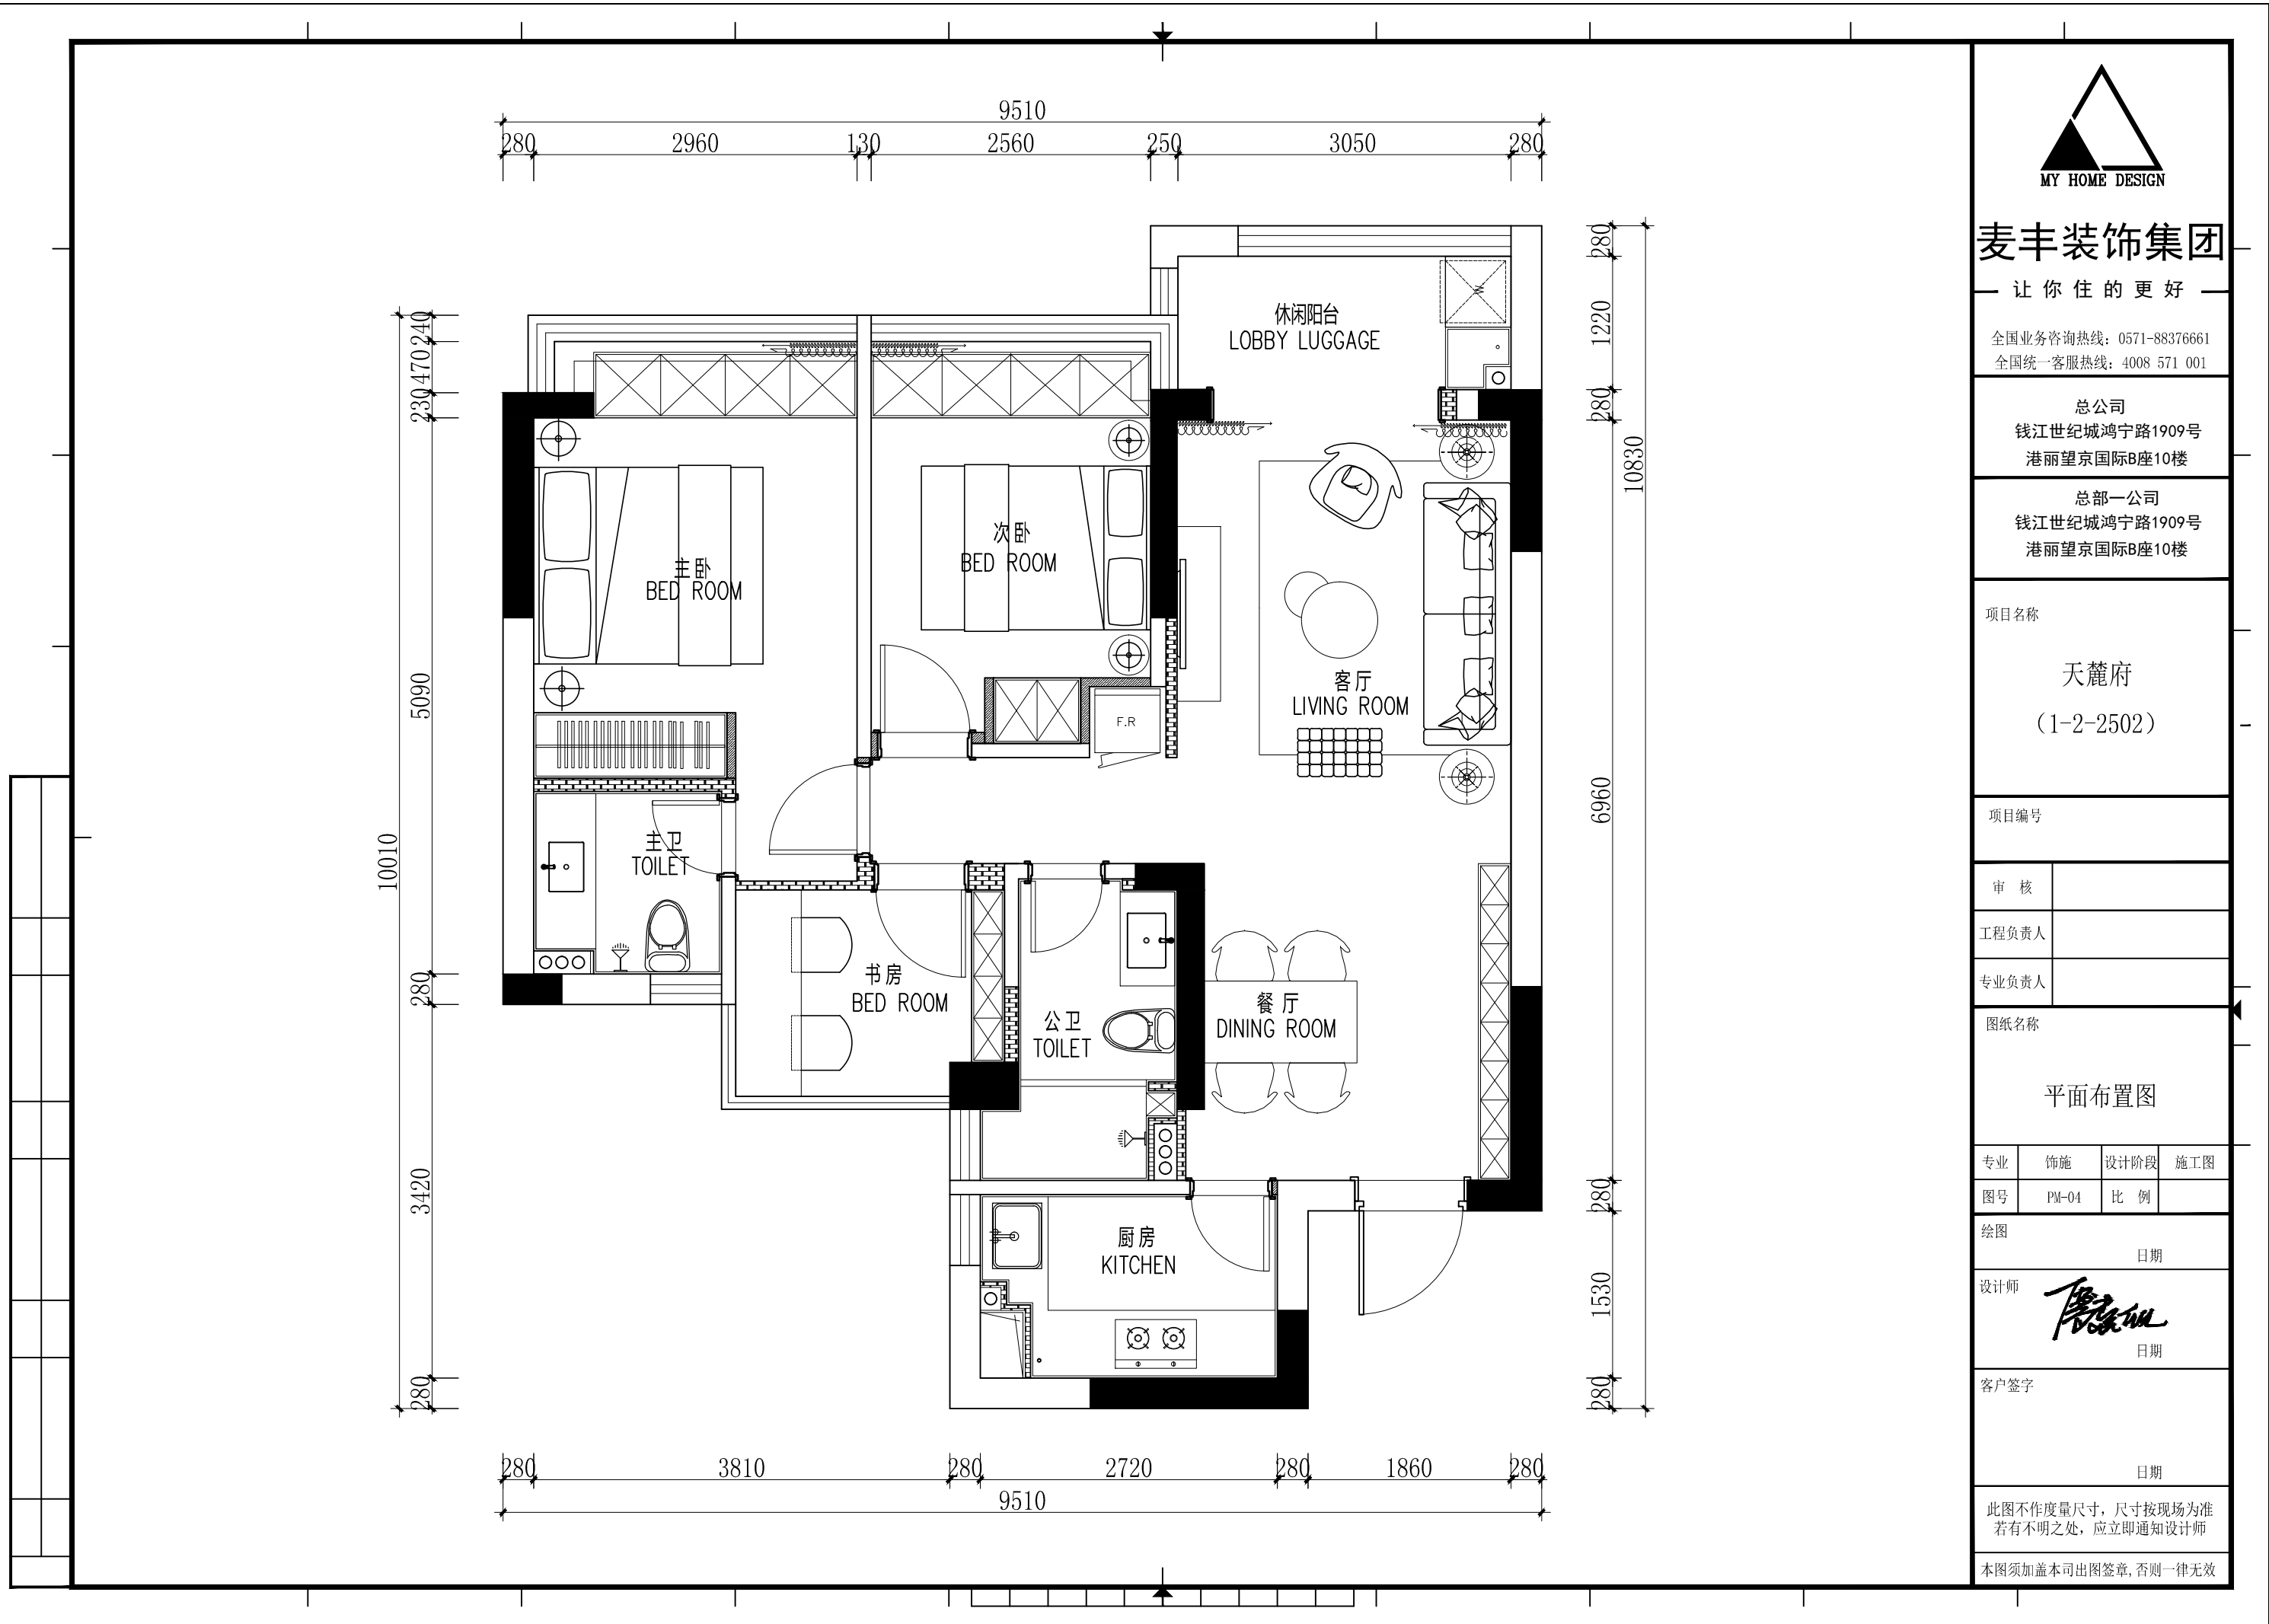 9510
280 2960 130 2560 250 3050 280
240
470
230
5090
280
3420
280
10010
280
1220
280
6960
280
1530
280
10830
休闲阳台
LOBBY LUGGAGE
次卧
BED ROOM
主卧
BED ROOM
客厅
LIVING ROOM
F.R
主卫
TOILET
书房
BED ROOM
公卫
TOILET
餐厅
DINING ROOM
厨房
KITCHEN
280 3810 280 2720 280 1860 280
9510
MY HOME DESIGN
麦丰装饰集团
让你住的更好
全国业务咨询热线：0571-88376661
全国统一客服热线：4008 571 001
总公司
钱江世纪城鸿宁路1909号
港丽望京国际B座10楼
总部一公司
钱江世纪城鸿宁路1909号
港丽望京国际B座10楼
项目名称
天麓府
（1-2-2502）
项目编号
审 核
工程负责人
专业负责人
图纸名称
平面布置图
专业 饰施 设计阶段 施工图
图号 PM-04 比 例
绘图
日期
设计师
日期
客户签字
日期
此图不作度量尺寸，尺寸按现场为准
若有不明之处，应立即通知设计师
本图须加盖本司出图签章,否则一律无效